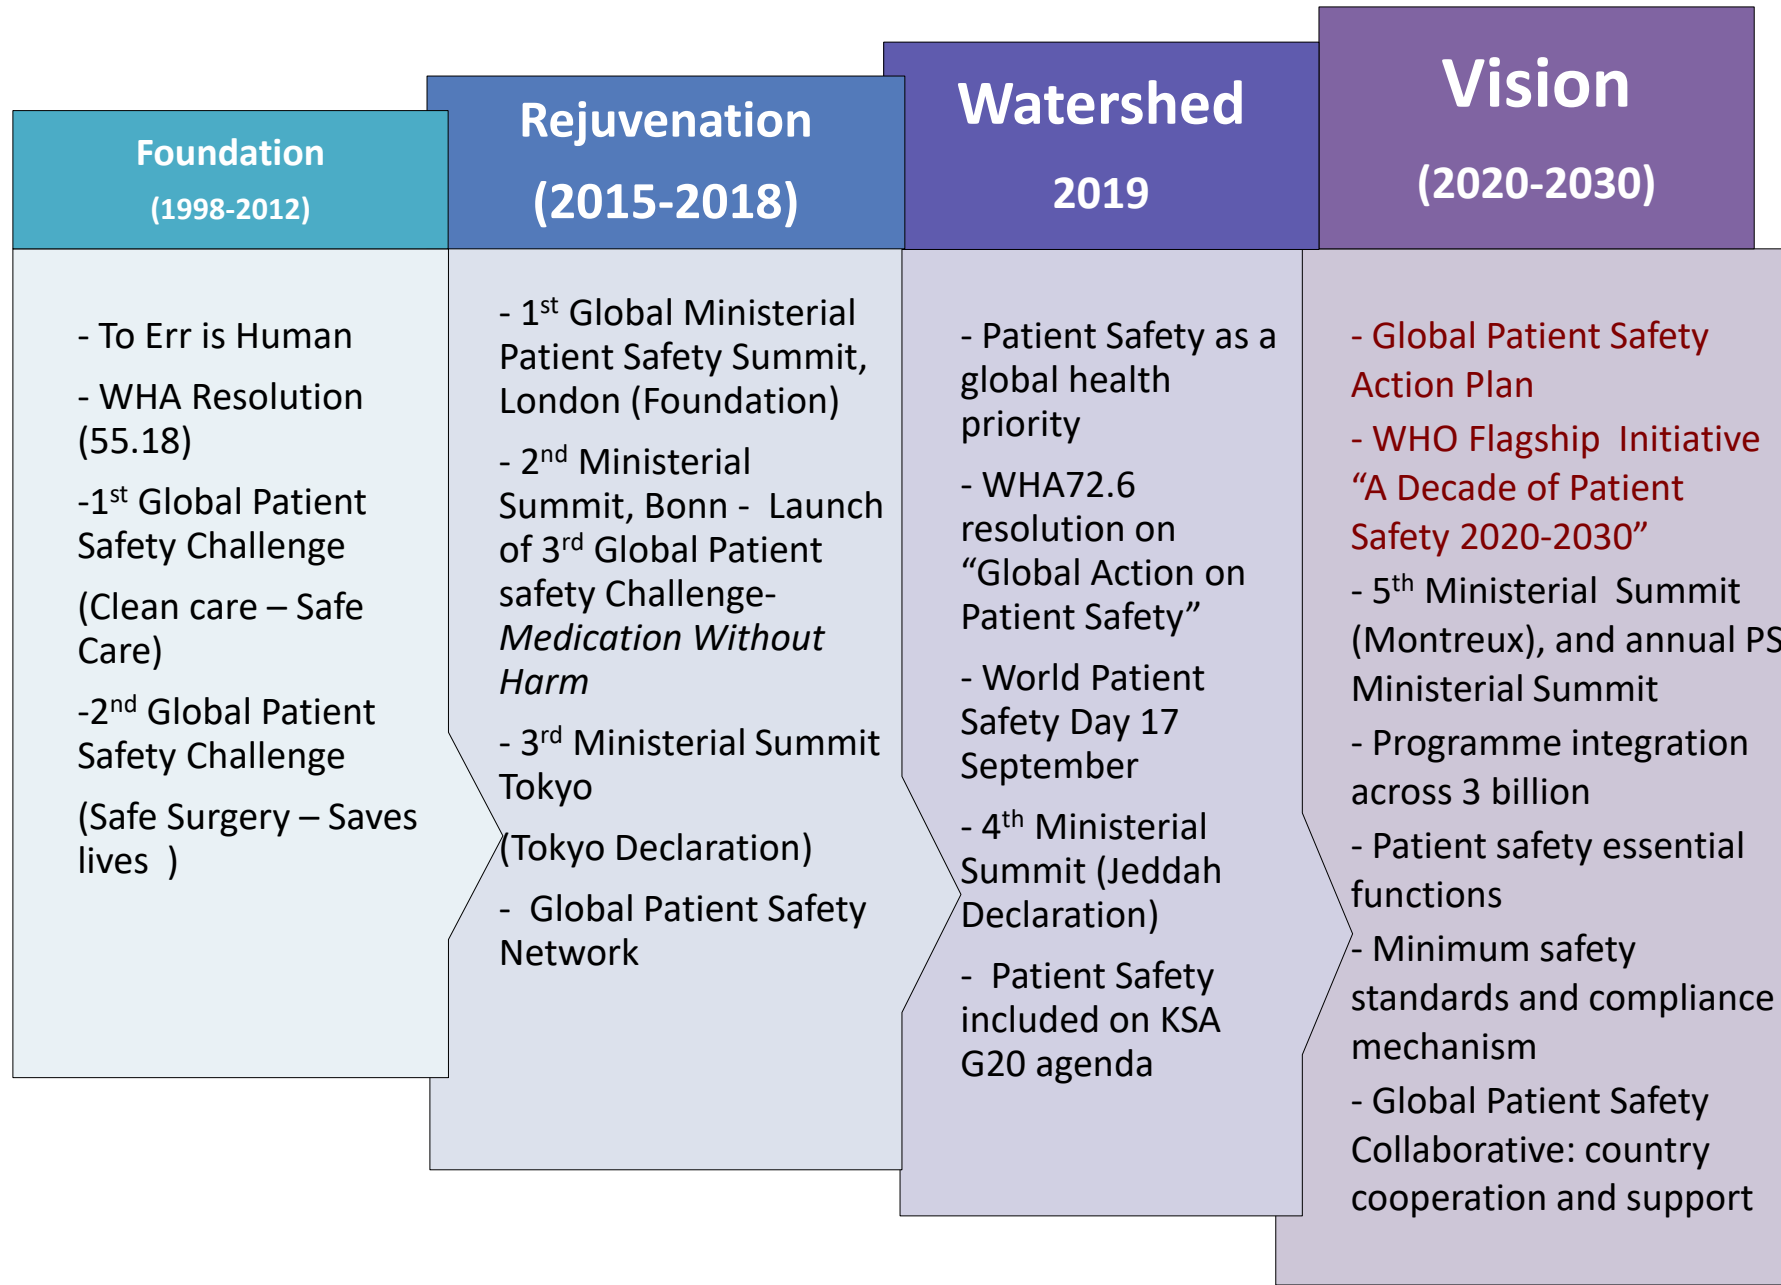 Foundation
(1998-2012)
- To Err is Human
- WHA Resolution
(55.18)
-1st Global Patient
Safety Challenge
(Clean care – Safe
Care)
-2nd Global Patient
Safety Challenge
(Safe Surgery – Saves
lives )
Rejuvenation
(2015-2018)
- 1st Global Ministerial
Patient Safety Summit,
London (Foundation)
- 2nd Ministerial
Summit, Bonn - Launch
of 3rd Global Patient
safety Challenge-
Medication Without
Harm
- 3rd Ministerial Summit
Tokyo
(Tokyo Declaration)
- Global Patient Safety
Network
Watershed
2019
- Patient Safety as a
global health
priority
- WHA72.6
resolution on
“Global Action on
Patient Safety”
- World Patient
Safety Day 17
September
- 4th Ministerial
Summit (Jeddah
Declaration)
- Patient Safety
included on KSA
G20 agenda
Vision
(2020-2030)
- Global Patient Safety
Action Plan
- WHO Flagship Initiative
“A Decade of Patient
Safety 2020-2030”
- 5th Ministerial Summit
(Montreux), and annual PS
Ministerial Summit
- Programme integration
across 3 billion
- Patient safety essential
functions
- Minimum safety
standards and compliance
mechanism
- Global Patient Safety
Collaborative: country
cooperation and support